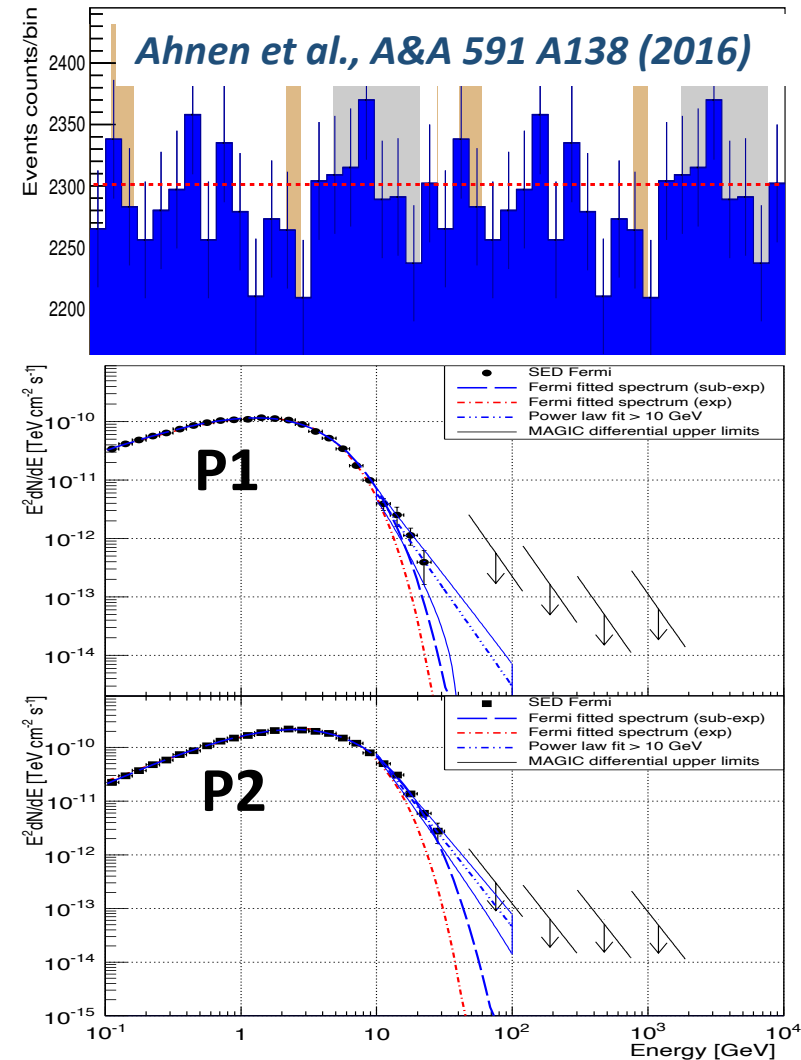 Ahnen et al., A&A 591 A138 (2016)
Events counts/bin
2400
2350
2300
2250
2200
E²dN/dE [TeV cm⁻² s⁻¹]
10⁻¹⁰
10⁻¹¹
10⁻¹²
10⁻¹³
10⁻¹⁴
P1
SED Fermi
Fermi fitted spectrum (sub-exp)
Fermi fitted spectrum (exp)
Power law fit > 10 GeV
MAGIC differential upper limits
E²dN/dE [TeV cm⁻² s⁻¹]
10⁻¹⁰
10⁻¹¹
10⁻¹²
10⁻¹³
10⁻¹⁴
10⁻¹⁵
P2
SED Fermi
Fermi fitted spectrum (sub-exp)
Fermi fitted spectrum (exp)
Power law fit > 10 GeV
MAGIC differential upper limits
10⁻¹ 1 10 10² 10³ 10⁴
Energy [GeV]